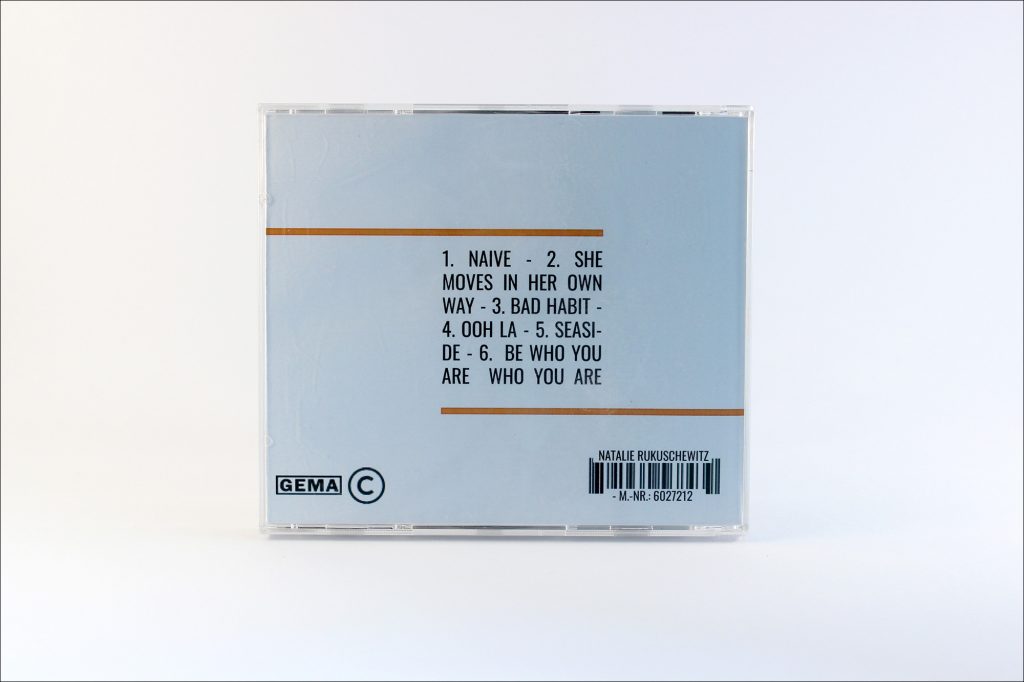 1. NAIVE - 2. SHE
MOVES IN HER OWN
WAY - 3. BAD HABIT -
4. OOH LA - 5. SEASI-
DE - 6. BE WHO YOU
ARE WHO YOU ARE
GEMA C
NATALIE RUKUSCHEWITZ
- M.-NR.: 6027212